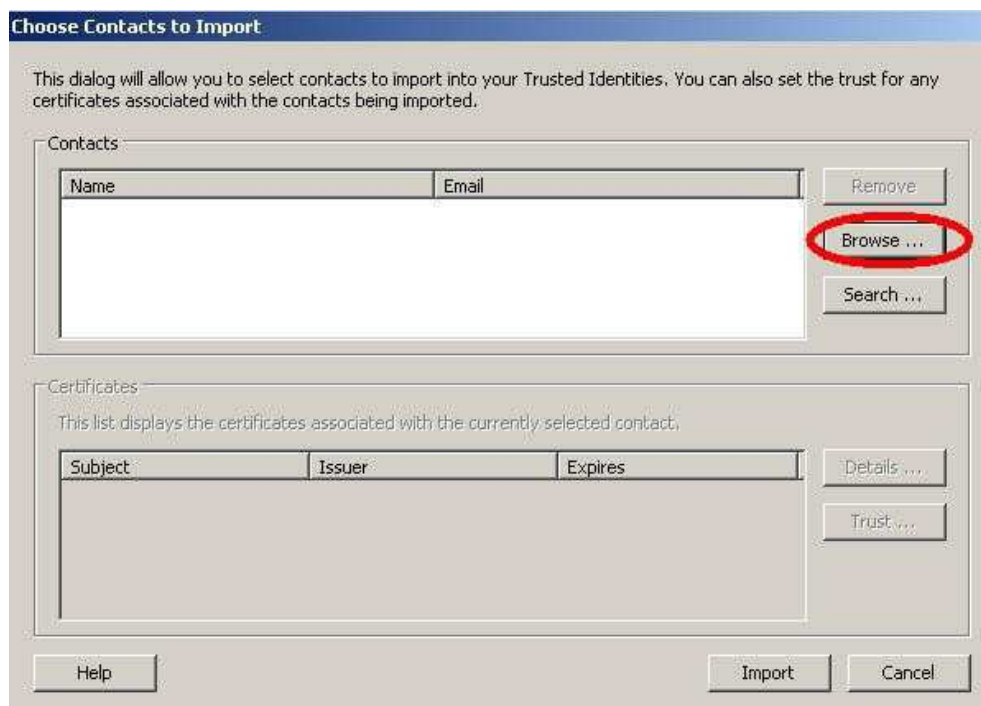 Choose Contacts to Import
This dialog will allow you to select contacts to import into your Trusted Identities. You can also set the trust for any
certificates associated with the contacts being imported.
Contacts
Name Email
Remove
Browse ...
Search ...
Certificates
This list displays the certificates associated with the currently selected contact.
Subject Issuer Expires
Details ...
Trust ...
Help Import Cancel